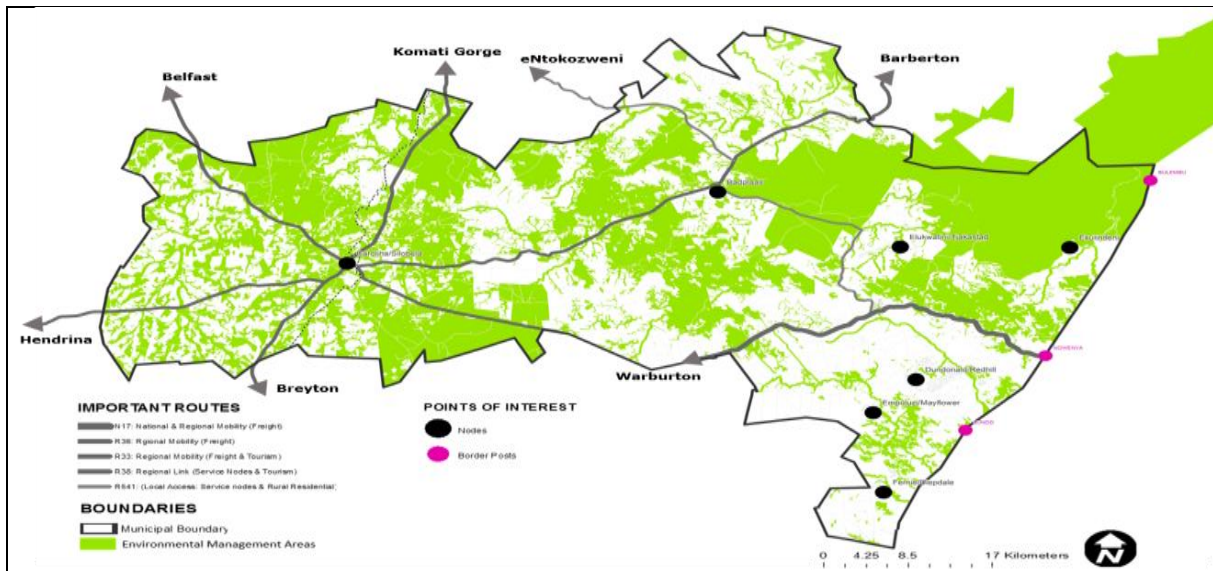 Komati Gorge
eNtokozweni
Barberton
Belfast
BULEMBU
Badplaas
Ekulindeni
Hendrina
Warburton
Dundonald/Redhill
Breyton
Empuluzi/Mayflower
IMPORTANT ROUTES
POINTS OF INTEREST
N17: National & Regional Mobility (Freight)
Nodes
R36: Rgional Mobility (Freight)
R33: Regional Mobility (Freight & Tourism)
Border Posts
R38: Regional Link (Service Nodes & Tourism)
R541: (Local Access: Service nodes & Rural Residential)
BOUNDARIES
Municipal Boundary
Environmental Management Areas
0 4.25 8.5 17 Kilometers
N